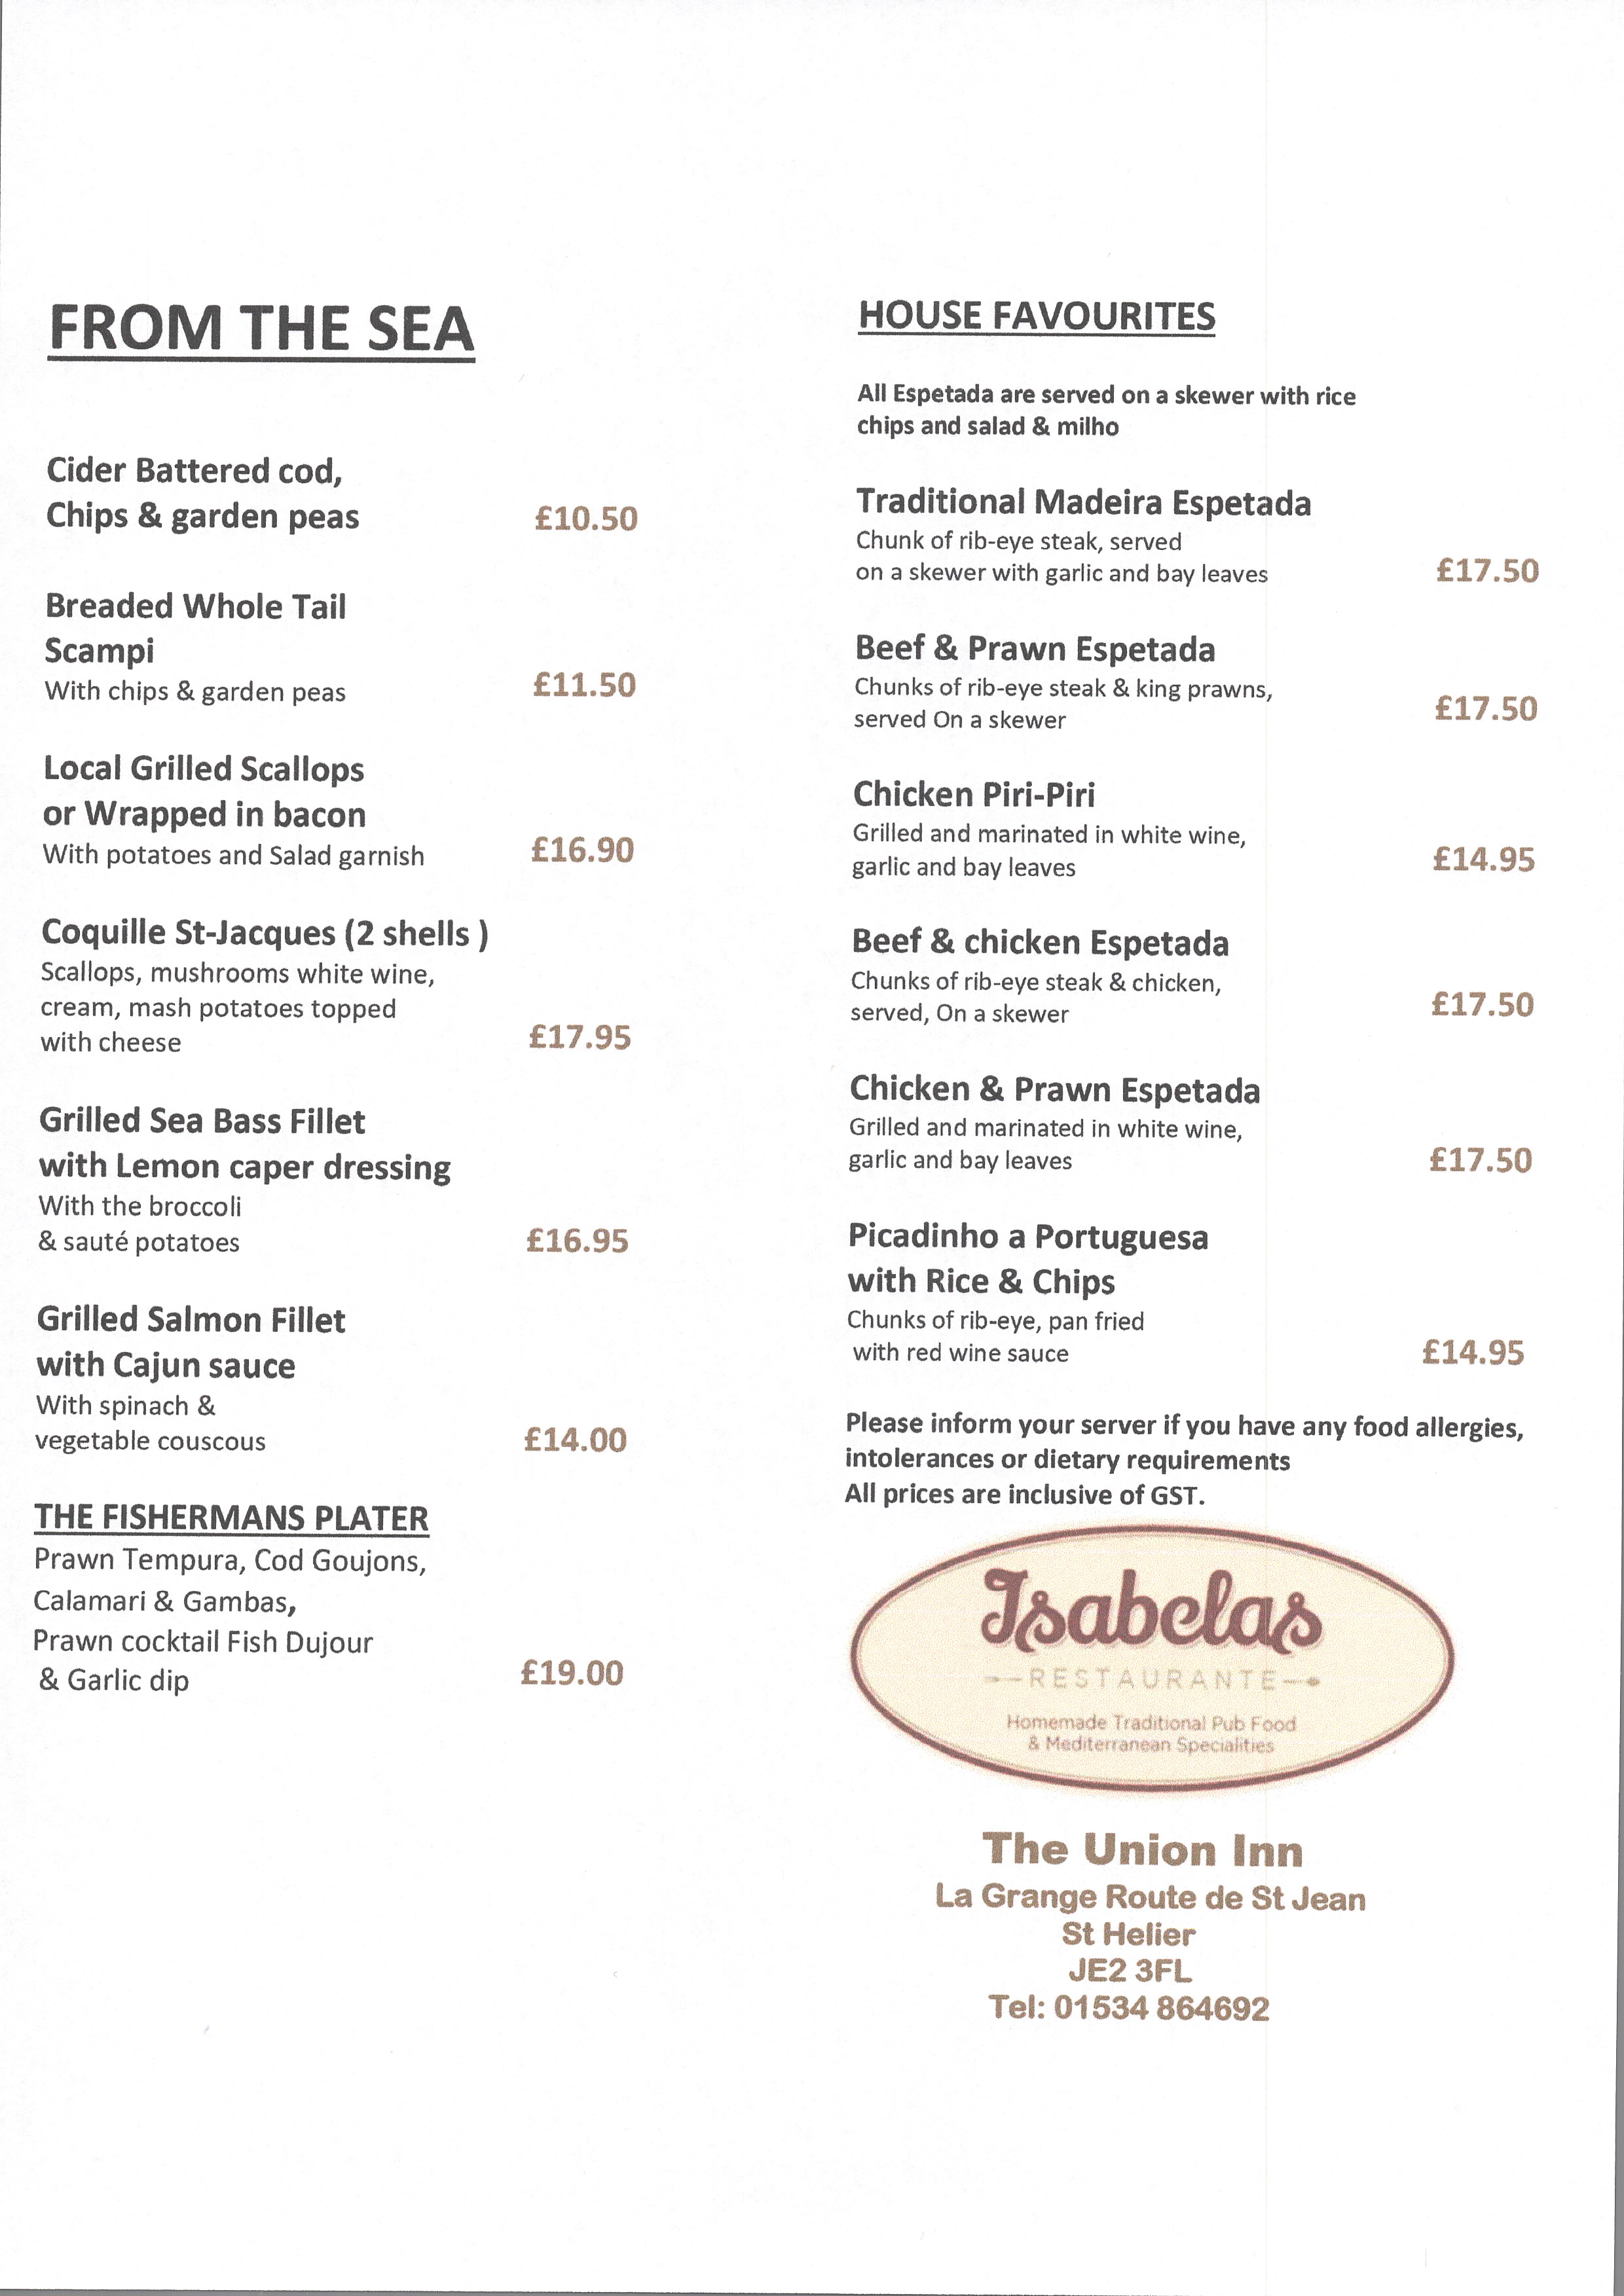 FROM THE SEA
Cider Battered cod,
Chips & garden peas £10.50
Breaded Whole Tail
Scampi
With chips & garden peas £11.50
Local Grilled Scallops
or Wrapped in bacon
With potatoes and Salad garnish £16.90
Coquille St-Jacques (2 shells )
Scallops, mushrooms white wine,
cream, mash potatoes topped
with cheese £17.95
Grilled Sea Bass Fillet
with Lemon caper dressing
With the broccoli
& sauté potatoes £16.95
Grilled Salmon Fillet
with Cajun sauce
With spinach &
vegetable couscous £14.00
THE FISHERMANS PLATER
Prawn Tempura, Cod Goujons,
Calamari & Gambas,
Prawn cocktail Fish Dujour
& Garlic dip £19.00
HOUSE FAVOURITES
All Espetada are served on a skewer with rice
chips and salad & milho
Traditional Madeira Espetada
Chunk of rib-eye steak, served
on a skewer with garlic and bay leaves £17.50
Beef & Prawn Espetada
Chunks of rib-eye steak & king prawns,
served On a skewer £17.50
Chicken Piri-Piri
Grilled and marinated in white wine,
garlic and bay leaves £14.95
Beef & chicken Espetada
Chunks of rib-eye steak & chicken,
served, On a skewer £17.50
Chicken & Prawn Espetada
Grilled and marinated in white wine,
garlic and bay leaves £17.50
Picadinho a Portuguesa
with Rice & Chips
Chunks of rib-eye, pan fried
with red wine sauce £14.95
Please inform your server if you have any food allergies,
intolerances or dietary requirements
All prices are inclusive of GST.
Isabelas
RESTAURANTE
Homemade Traditional Pub Food
& Mediterranean Specialities
The Union Inn
La Grange Route de St Jean
St Helier
JE2 3FL
Tel: 01534 864692